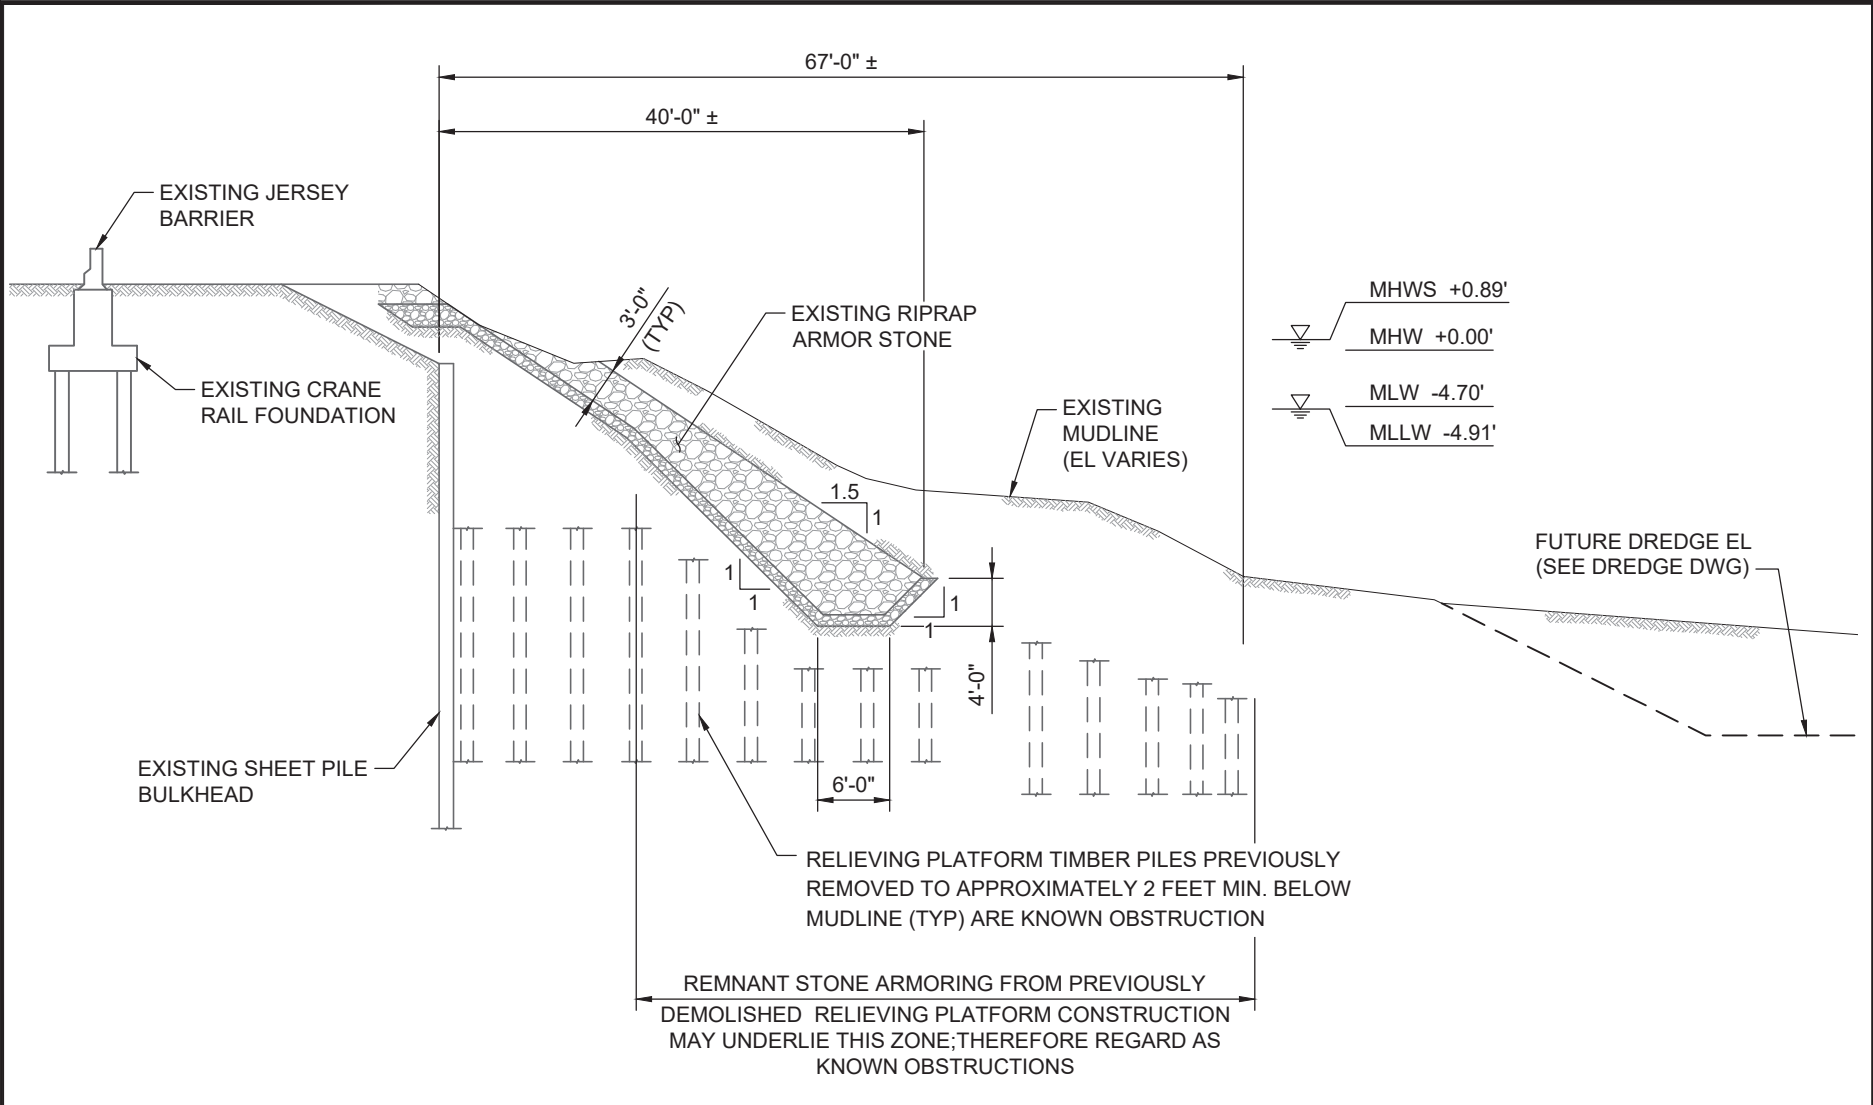 67'-0" ±
40'-0" ±
EXISTING JERSEY
BARRIER
3'-0"
(TYP)
EXISTING RIPRAP
ARMOR STONE
MHWS +0.89'
MHW +0.00'
MLW -4.70'
MLLW -4.91'
EXISTING CRANE
RAIL FOUNDATION
EXISTING
MUDLINE
(EL VARIES)
1.5
1
FUTURE DREDGE EL
(SEE DREDGE DWG)
1
1
1
1
4'-0"
EXISTING SHEET PILE
BULKHEAD
6'-0"
RELIEVING PLATFORM TIMBER PILES PREVIOUSLY
REMOVED TO APPROXIMATELY 2 FEET MIN. BELOW
MUDLINE (TYP) ARE KNOWN OBSTRUCTION
REMNANT STONE ARMORING FROM PREVIOUSLY
DEMOLISHED RELIEVING PLATFORM CONSTRUCTION
MAY UNDERLIE THIS ZONE;THEREFORE REGARD AS
KNOWN OBSTRUCTIONS